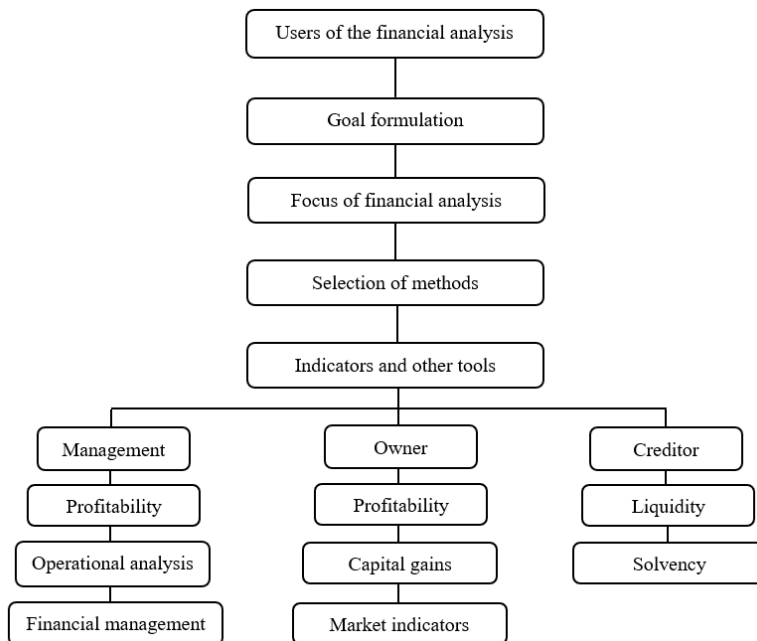 Users of the financial analysis
Goal formulation
Focus of financial analysis
Selection of methods
Indicators and other tools
Management
Owner
Creditor
Profitability
Profitability
Liquidity
Operational analysis
Capital gains
Solvency
Financial management
Market indicators